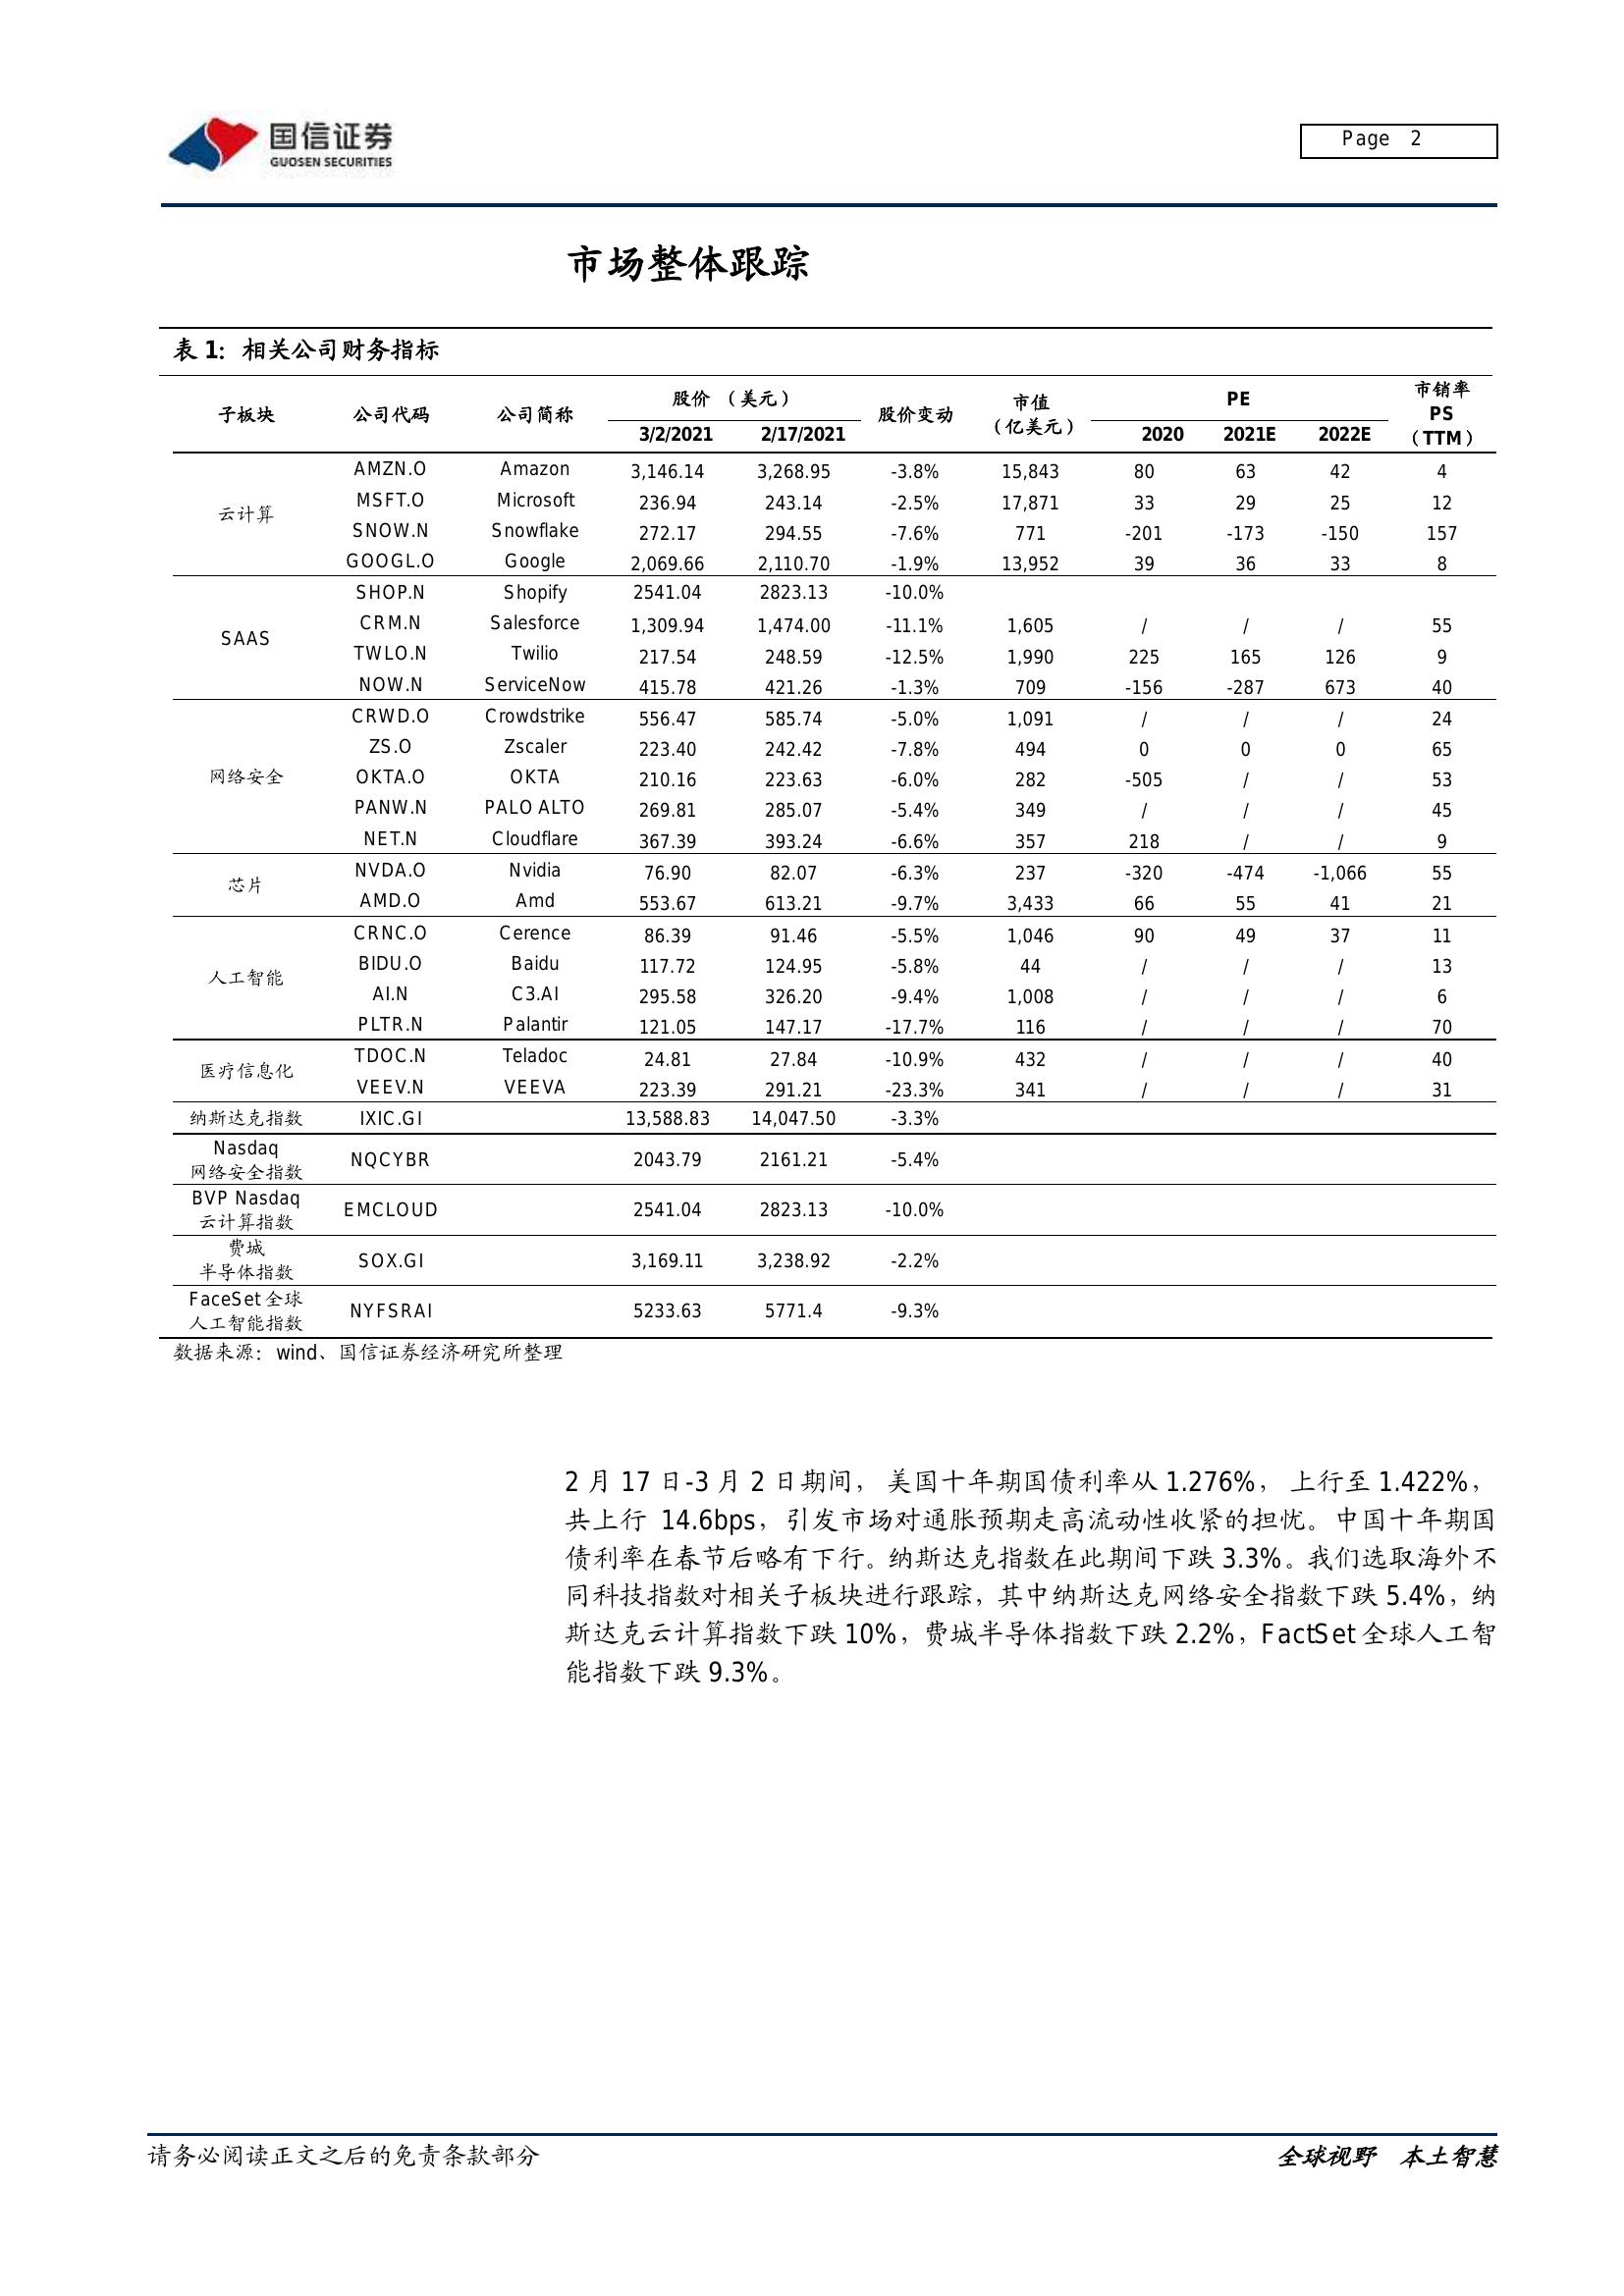 国信证券
GUOSEN SECURITIES
Page 2
市场整体跟踪
表 1：相关公司财务指标
子板块 公司代码 公司简称 股价 （美元） 股价变动 市值（亿美元） PE 市销率 PS（TTM）
3/2/2021 2/17/2021 2020 2021E 2022E
云计算 AMZN.O Amazon 3,146.14 3,268.95 -3.8% 15,843 80 63 42 4
MSFT.O Microsoft 236.94 243.14 -2.5% 17,871 33 29 25 12
SNOW.N Snowflake 272.17 294.55 -7.6% 771 -201 -173 -150 157
GOOGL.O Google 2,069.66 2,110.70 -1.9% 13,952 39 36 33 8
SAAS SHOP.N Shopify 2541.04 2823.13 -10.0%
CRM.N Salesforce 1,309.94 1,474.00 -11.1% 1,605 / / / 55
TWLO.N Twilio 217.54 248.59 -12.5% 1,990 225 165 126 9
NOW.N ServiceNow 415.78 421.26 -1.3% 709 -156 -287 673 40
网络安全 CRWD.O Crowdstrike 556.47 585.74 -5.0% 1,091 / / / 24
ZS.O Zscaler 223.40 242.42 -7.8% 494 0 0 0 65
OKTA.O OKTA 210.16 223.63 -6.0% 282 -505 / / 53
PANW.N PALO ALTO 269.81 285.07 -5.4% 349 / / / 45
NET.N Cloudflare 367.39 393.24 -6.6% 357 218 / / 9
芯片 NVDA.O Nvidia 76.90 82.07 -6.3% 237 -320 -474 -1,066 55
AMD.O Amd 553.67 613.21 -9.7% 3,433 66 55 41 21
人工智能 CRNC.O Cerence 86.39 91.46 -5.5% 1,046 90 49 37 11
BIDU.O Baidu 117.72 124.95 -5.8% 44 / / / 13
AI.N C3.AI 295.58 326.20 -9.4% 1,008 / / / 6
PLTR.N Palantir 121.05 147.17 -17.7% 116 / / / 70
医疗信息化 TDOC.N Teladoc 24.81 27.84 -10.9% 432 / / / 40
VEEV.N VEEVA 223.39 291.21 -23.3% 341 / / / 31
纳斯达克指数 IXIC.GI 13,588.83 14,047.50 -3.3%
Nasdaq
网络安全指数 NQCYBR 2043.79 2161.21 -5.4%
BVP Nasdaq
云计算指数 EMCLOUD 2541.04 2823.13 -10.0%
费城
半导体指数 SOX.GI 3,169.11 3,238.92 -2.2%
FaceSet 全球
人工智能指数 NYFSRAI 5233.63 5771.4 -9.3%
数据来源：wind、国信证券经济研究所整理
2 月 17 日-3 月 2 日期间， 美国十年期国债利率从 1.276%， 上行至 1.422%，
共上行 14.6bps，引发市场对通胀预期走高流动性收紧的担忧。中国十年期国
债利率在春节后略有下行。纳斯达克指数在此期间下跌 3.3%。我们选取海外不
同科技指数对相关子板块进行跟踪，其中纳斯达克网络安全指数下跌 5.4%，纳
斯达克云计算指数下跌 10%，费城半导体指数下跌 2.2%，FactSet 全球人工智
能指数下跌 9.3%。
请务必阅读正文之后的免责条款部分
全球视野 本土智慧